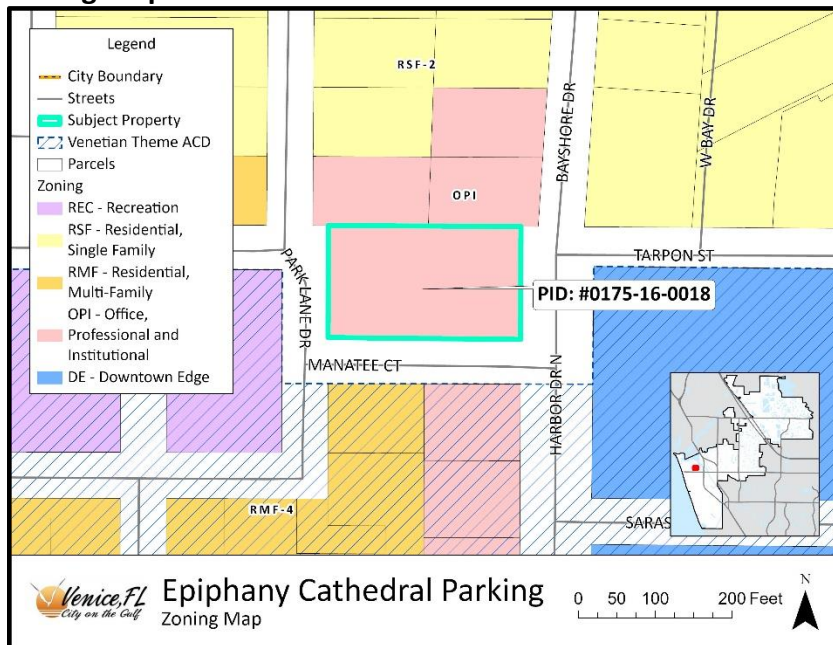 Legend
City Boundary
Streets
Subject Property
Venetian Theme ACD
Parcels
Zoning
REC - Recreation
RSF - Residential,
Single Family
RMF - Residential,
Multi-Family
OPI - Office,
Professional and
Institutional
DE - Downtown Edge
RSF-2
BAYSHORE DR
W BAY DR
OPI
TARPON ST
PARK LANE DR
PID: #0175-16-0018
MANATEE CT
HARBOR DR N
RMF-4
SARAS
Venice, FL
City on the Gulf
Epiphany Cathedral Parking
Zoning Map
0 50 100 200 Feet
N